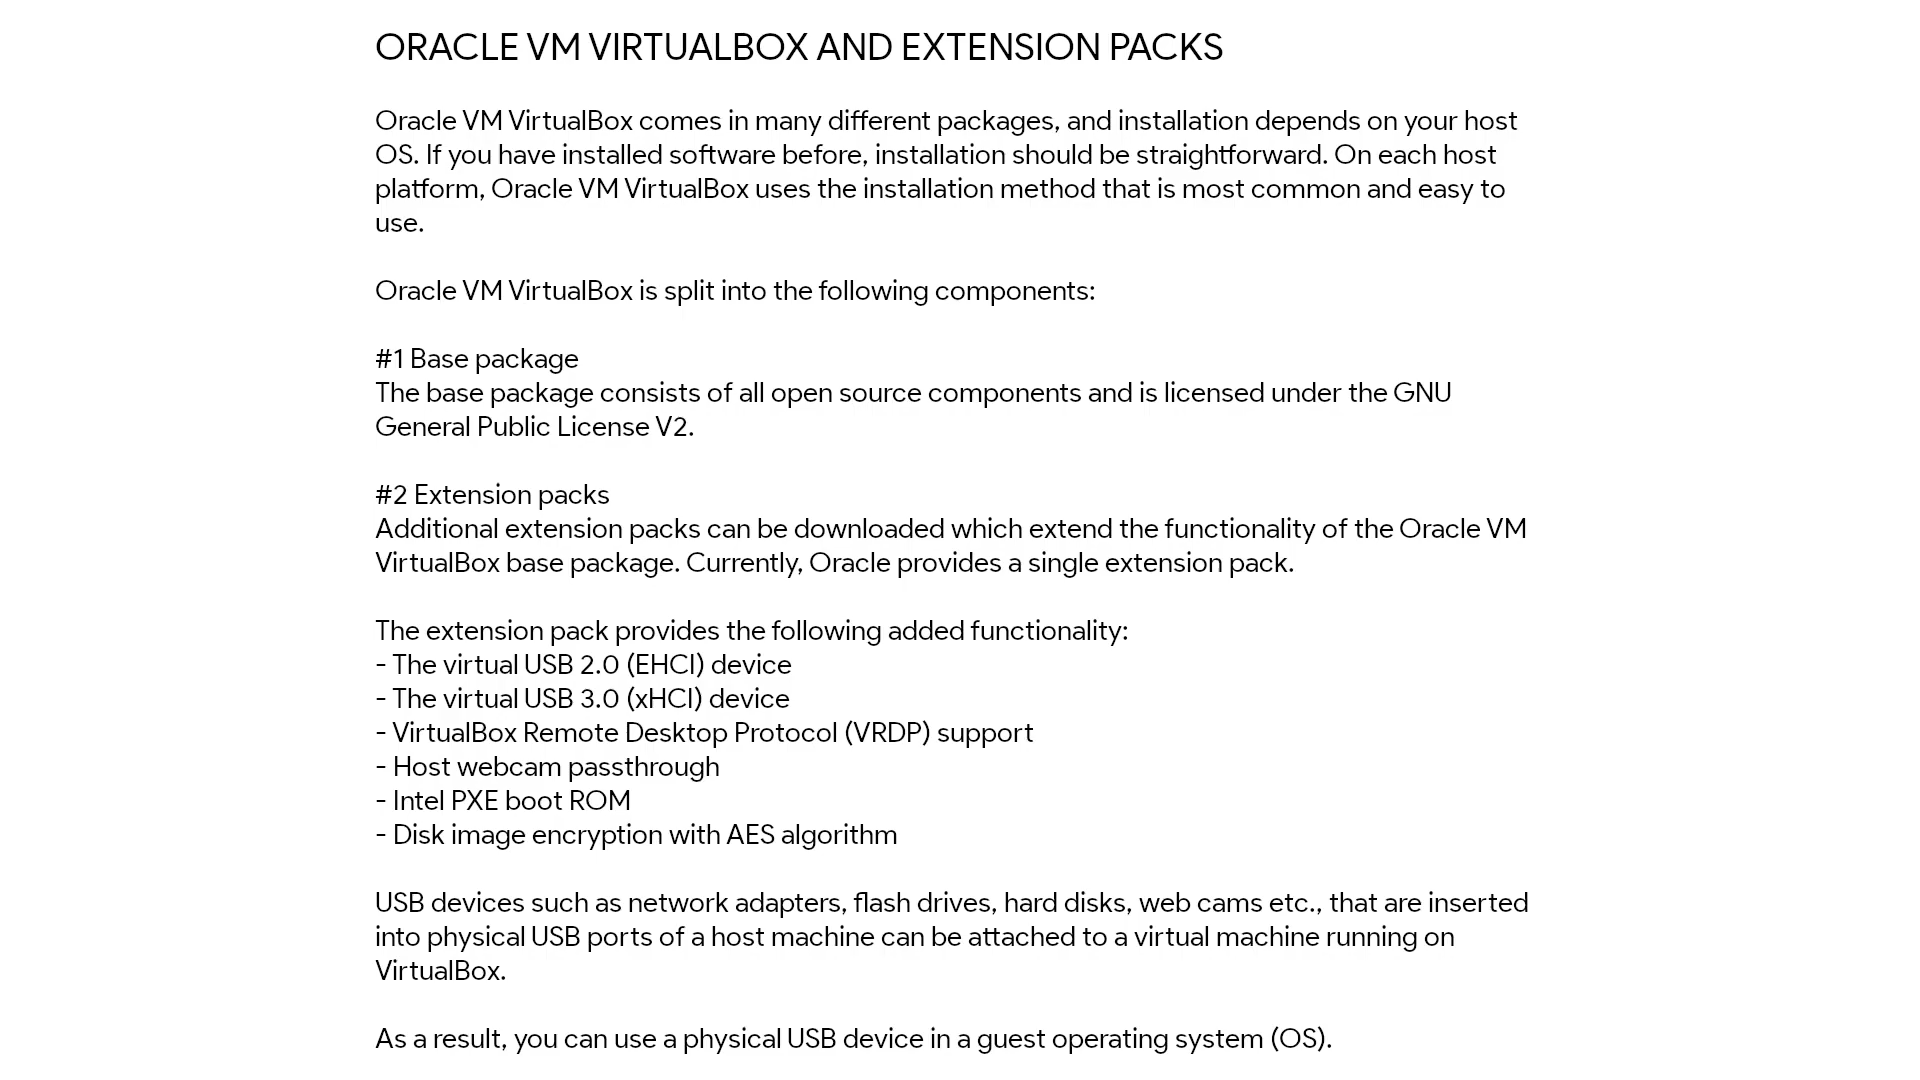 ORACLE VM VIRTUALBOX AND EXTENSION PACKS
Oracle VM VirtualBox comes in many different packages, and installation depends on your host
OS. If you have installed software before, installation should be straightforward. On each host
platform, Oracle VM VirtualBox uses the installation method that is most common and easy to
use.
Oracle VM VirtualBox is split into the following components:
#1 Base package
The base package consists of all open source components and is licensed under the GNU
General Public License V2.
#2 Extension packs
Additional extension packs can be downloaded which extend the functionality of the Oracle VM
VirtualBox base package. Currently, Oracle provides a single extension pack.
The extension pack provides the following added functionality:
- The virtual USB 2.0 (EHCI) device
- The virtual USB 3.0 (xHCI) device
- VirtualBox Remote Desktop Protocol (VRDP) support
- Host webcam passthrough
- Intel PXE boot ROM
- Disk image encryption with AES algorithm
USB devices such as network adapters, flash drives, hard disks, web cams etc., that are inserted
into physical USB ports of a host machine can be attached to a virtual machine running on
VirtualBox.
As a result, you can use a physical USB device in a guest operating system (OS).